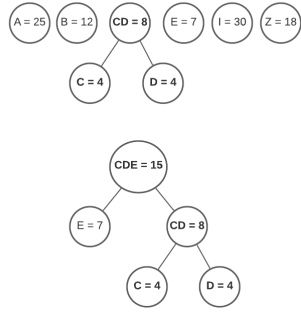 A = 25 B = 12 CD = 8 E = 7 I = 30 Z = 18
C = 4 D = 4
CDE = 15
E = 7 CD = 8
C = 4 D = 4